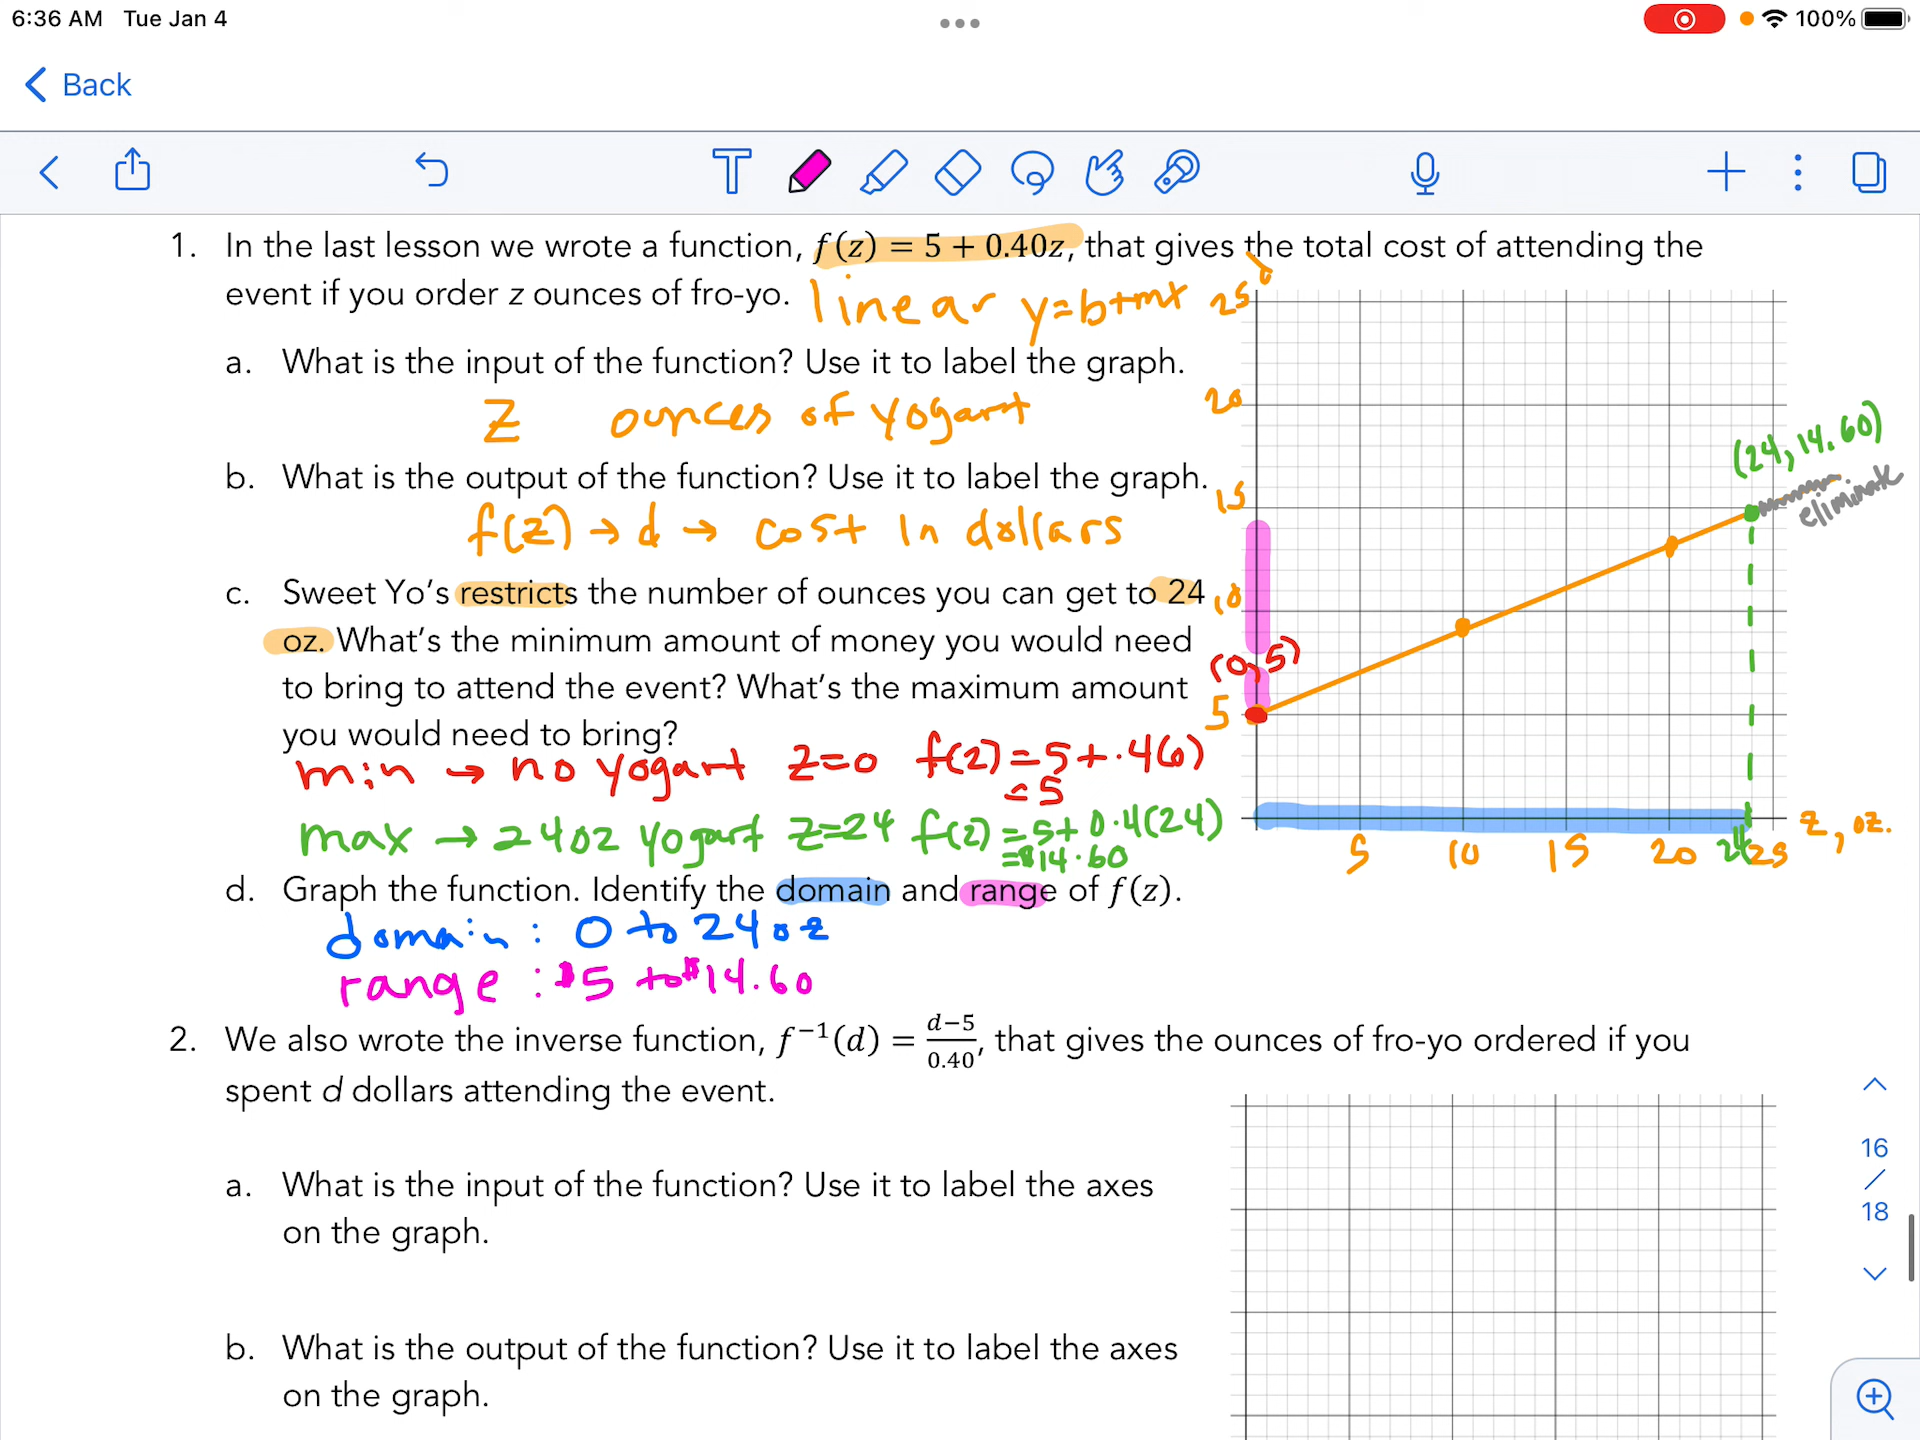 6:36 AM Tue Jan 4
100%
Back
1. In the last lesson we wrote a function, f(z) = 5 + 0.40z, that gives the total cost of attending the
event if you order z ounces of fro-yo.
linear y=b+mx
a. What is the input of the function? Use it to label the graph.
z ounces of yogart
b. What is the output of the function? Use it to label the graph.
f(z) → d → cost in dollars
c. Sweet Yo's restricts the number of ounces you can get to 24
oz. What's the minimum amount of money you would need
to bring to attend the event? What's the maximum amount
you would need to bring?
min → no yogart z=0 f(z)=5+.4(0)
=5
max → 24oz yogart z=24 f(z)=5+0.4(24)
=$14.60
d. Graph the function. Identify the domain and range of f(z).
domain: 0 to 24 oz
range: $5 to $14.60
d
25
20
15
10
5
(0,5)
(24,14.60)
eliminate
5 10 15 20 24 25
z, oz.
2. We also wrote the inverse function, f⁻¹(d) = (d−5)/0.40, that gives the ounces of fro-yo ordered if you
spent d dollars attending the event.
a. What is the input of the function? Use it to label the axes
on the graph.
b. What is the output of the function? Use it to label the axes
on the graph.
16
/
18